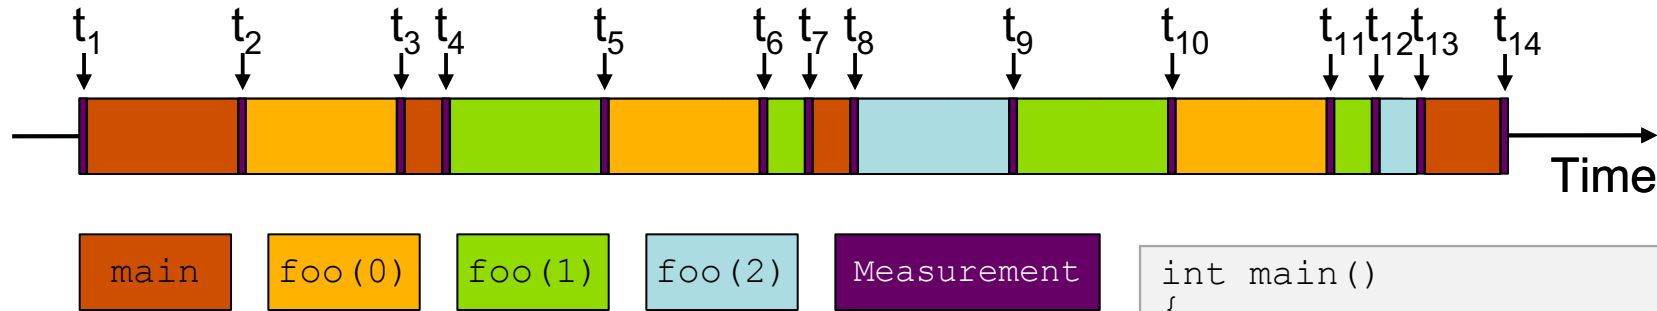 t1 t2 t3 t4 t5 t6 t7 t8 t9 t10 t11 t12 t13 t14
Time
main foo(0) foo(1) foo(2) Measurement
int main()
{